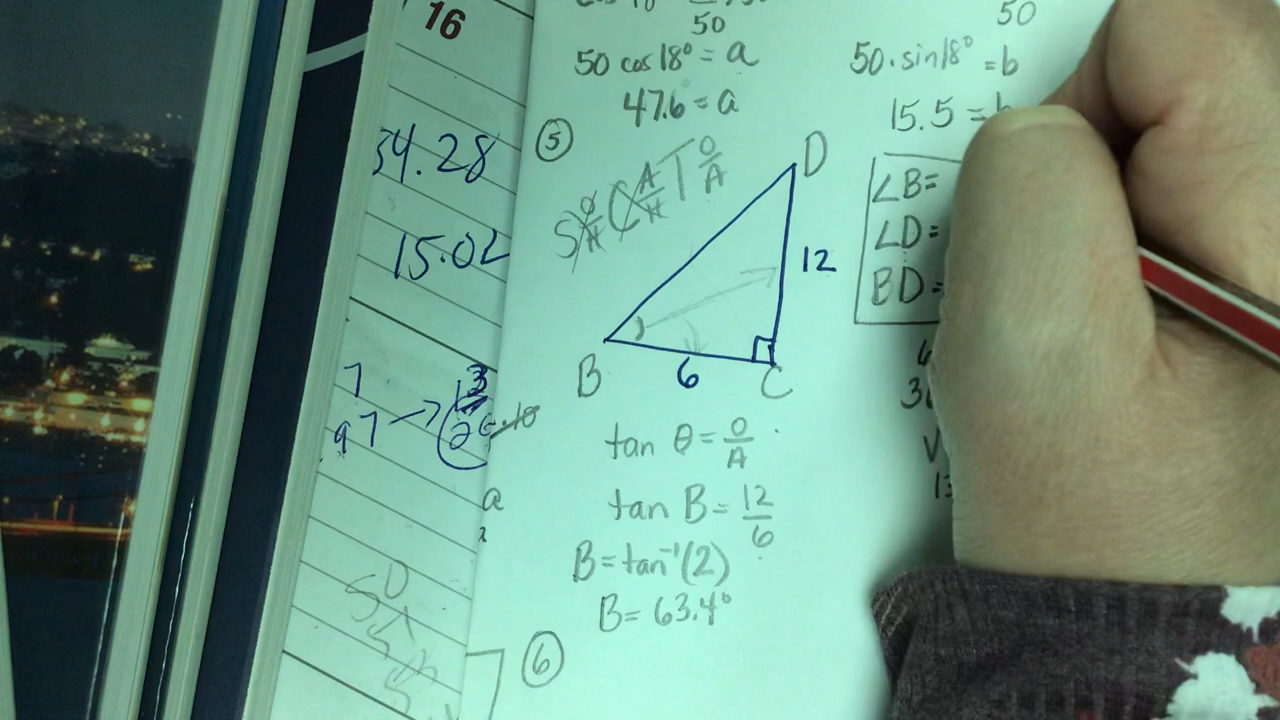 16
34.28
15.02
7
97 → 13
a
50
50 cos 18° = a
47.6 = a
50
50 · sin 18° = b
15.5 = b
⑤
S O/H C A/H T O/A
D
12
B
6
C
∠B=
∠D=
BD=
tan θ = O/A
tan B = 12/6
B = tan⁻¹(2)
B = 63.4°
⑥